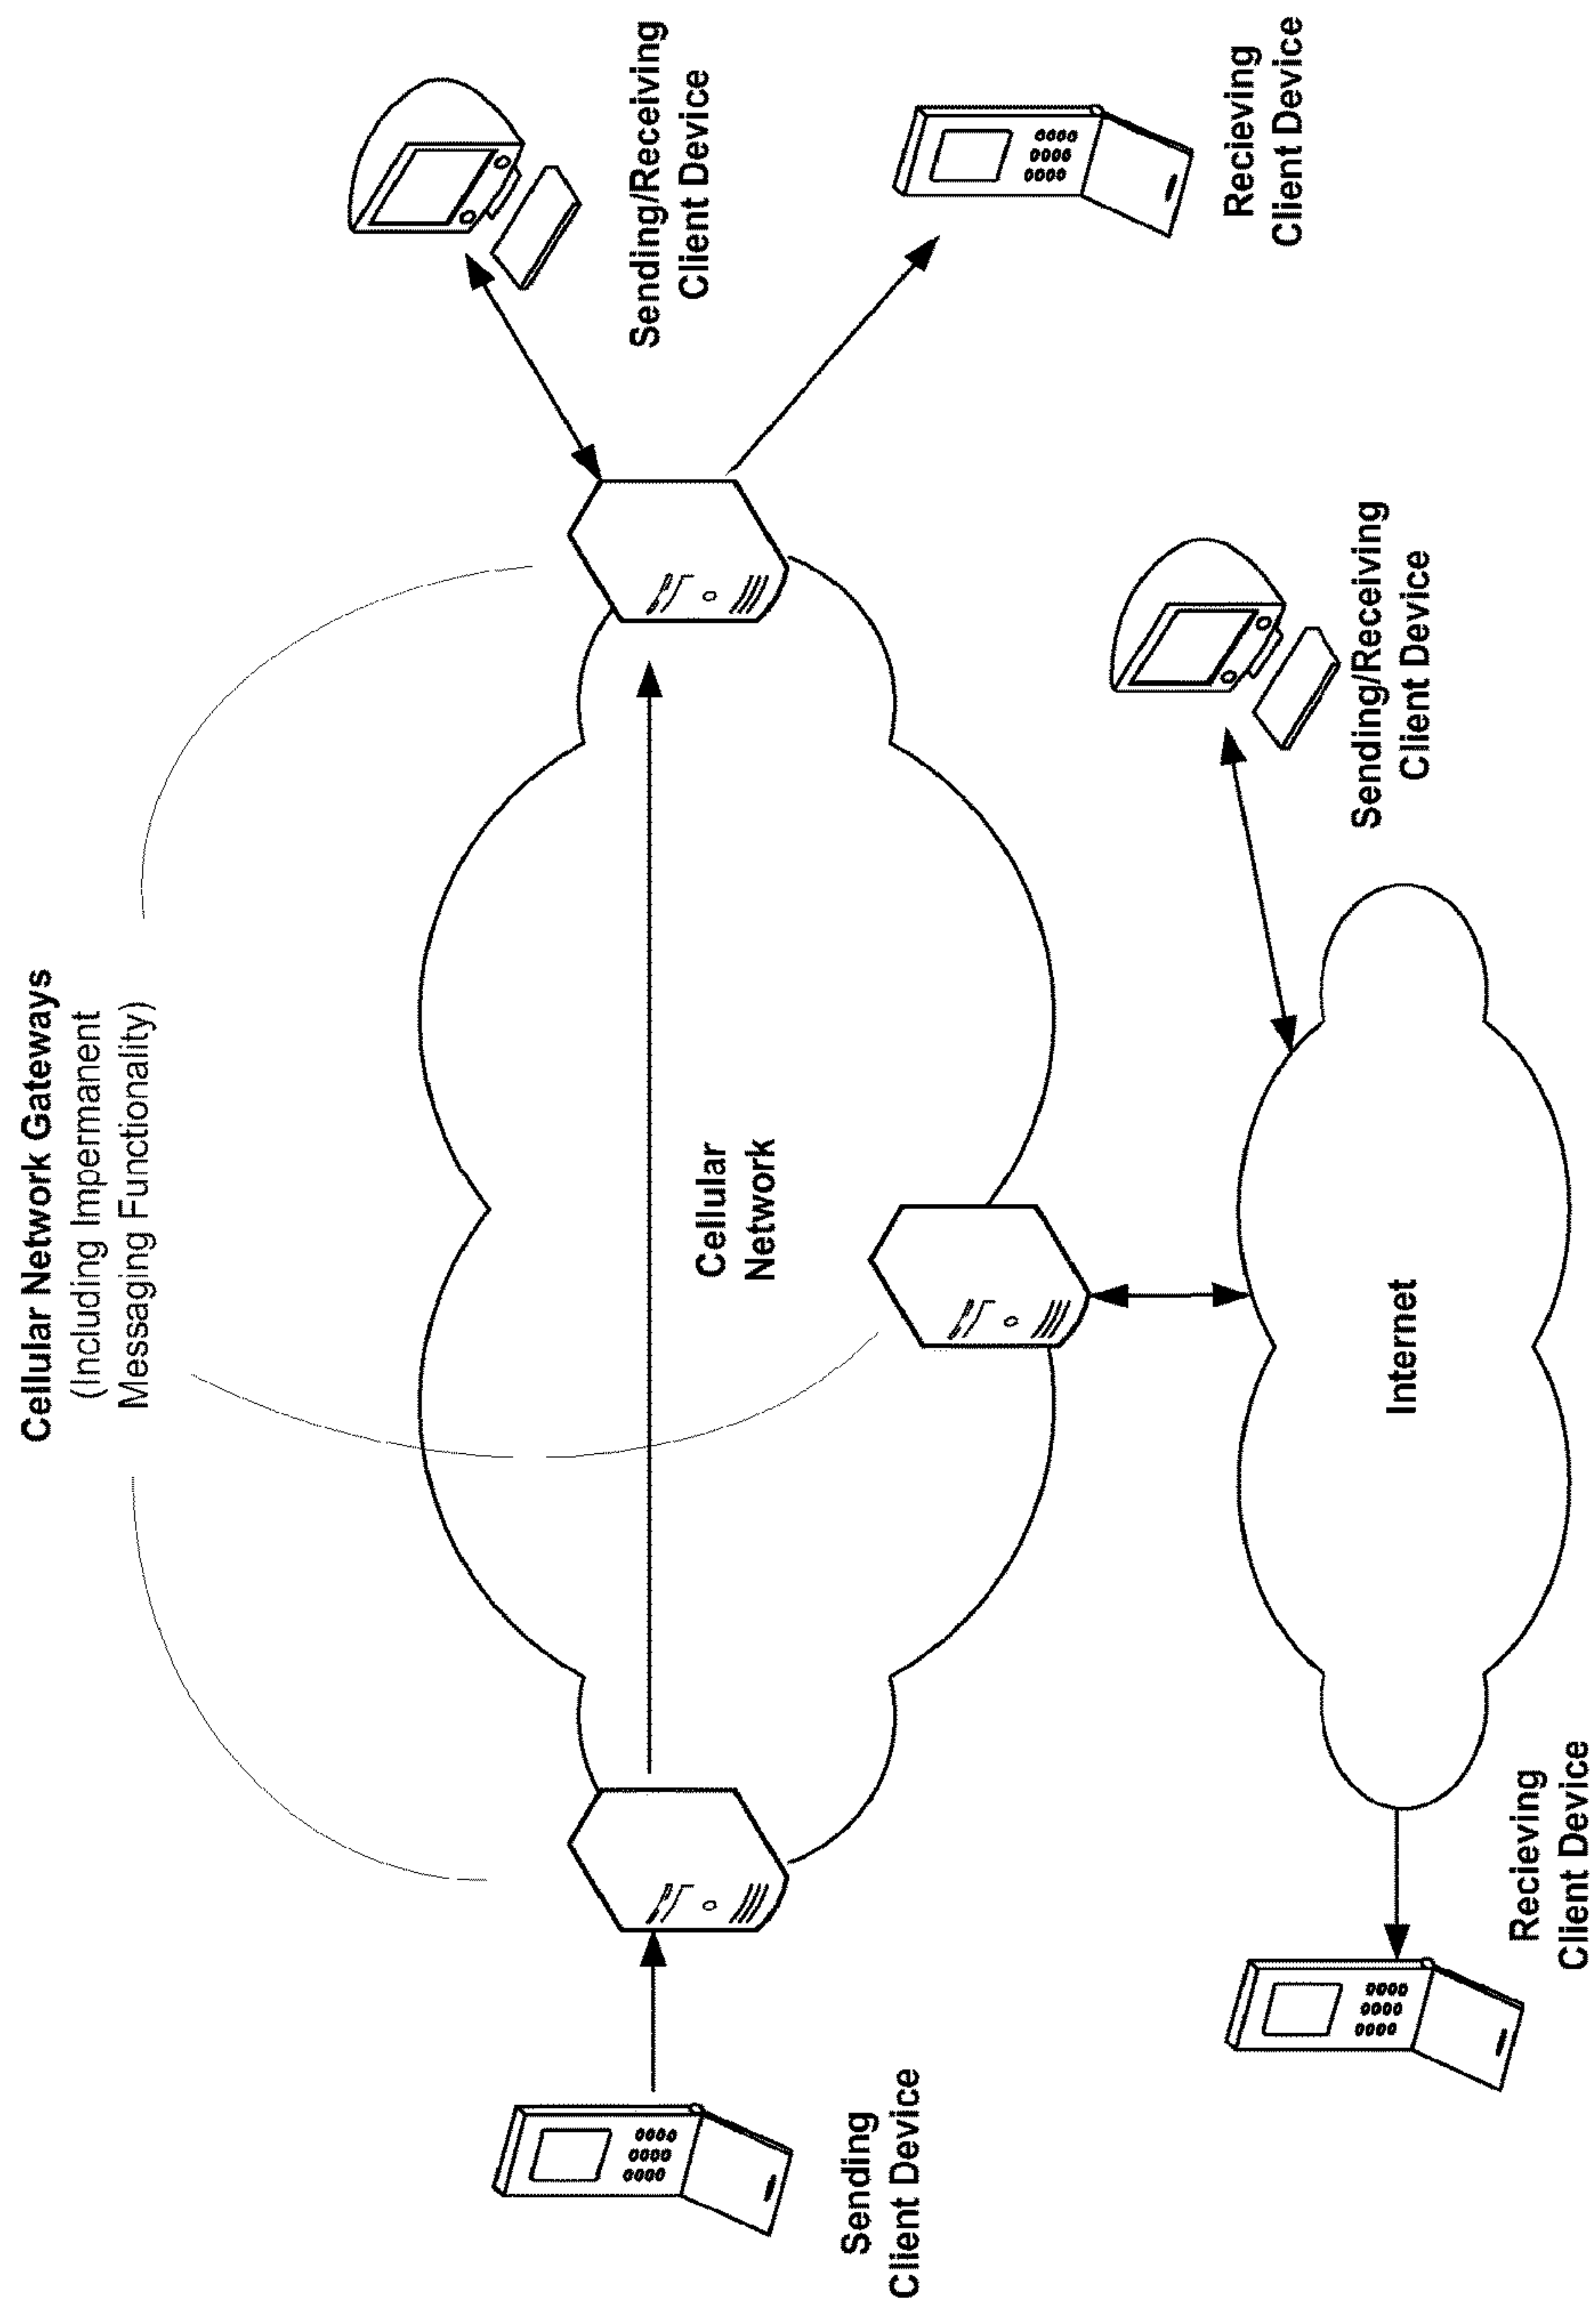 Cellular Network Gateways
(Including Impermanent
Messaging Functionality)
Sending/Receiving
Client Device
Recieving
Client Device
Cellular
Network
Sending
Client Device
Sending/Receiving
Client Device
Internet
Recieving
Client Device